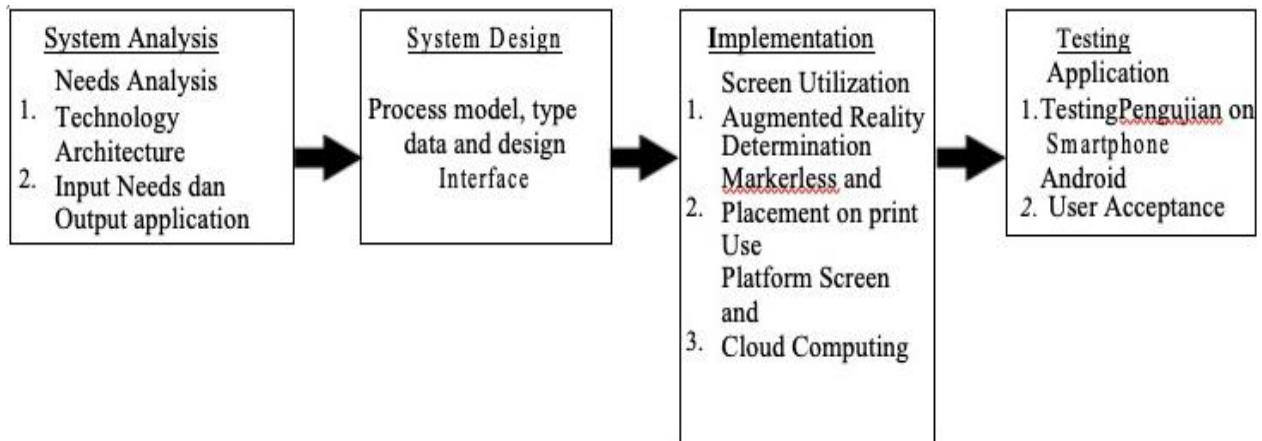 System Analysis
Needs Analysis
1. Technology
Architecture
2. Input Needs dan
Output application
System Design
Process model, type
data and design
Interface
Implementation
Screen Utilization
1. Augmented Reality
Determination
Markerless and
2. Placement on print
Use
Platform Screen
and
3. Cloud Computing
Testing
Application
1.TestingPengujian on
Smartphone
Android
2. User Acceptance